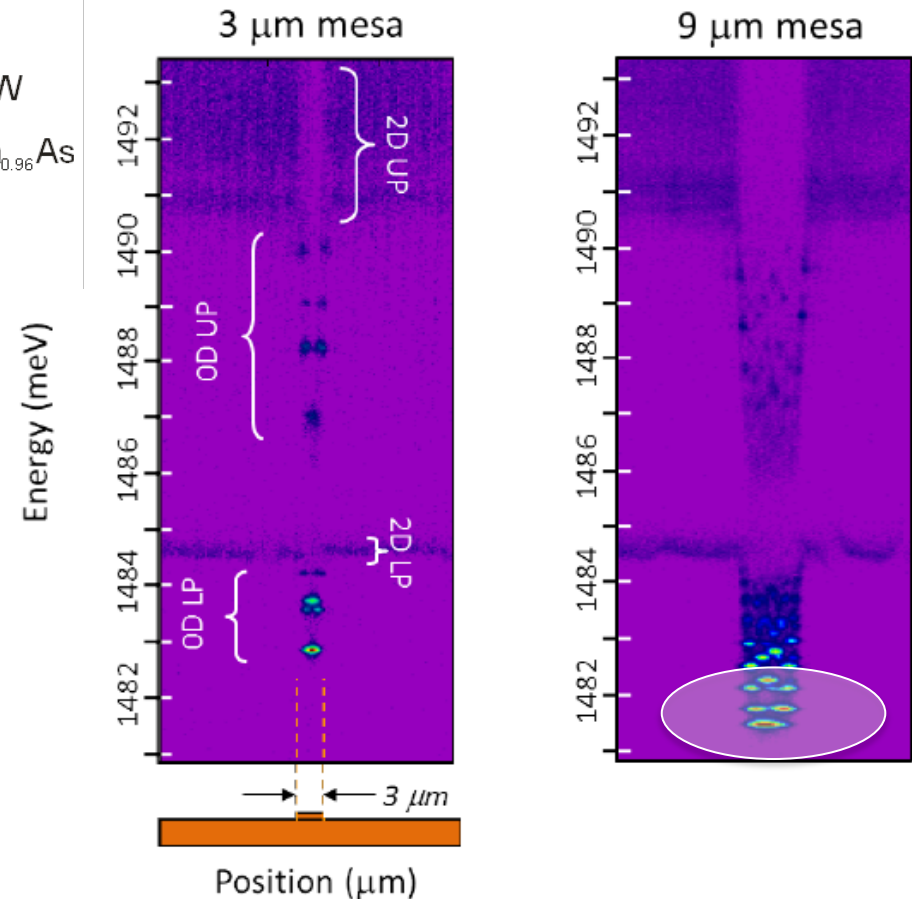 3 μm mesa
9 μm mesa
W
0.96As
Energy (meV)
1492
1490
1488
1486
1484
1482
2D UP
0D UP
2D LP
0D LP
1492
1490
1488
1486
1484
1482
3 μm
Position (μm)